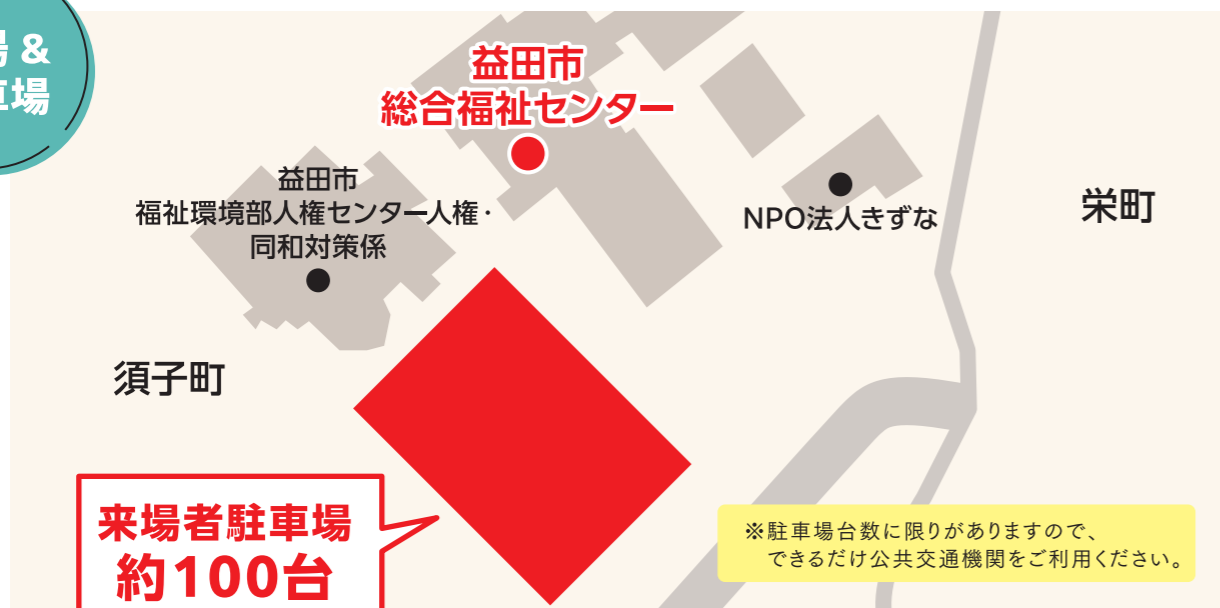 場 &
車場
益田市
総合福祉センター
益田市
福祉環境部人権センター人権・
同和対策係
NPO法人きずな
栄町
須子町
来場者駐車場
約100台
※駐車場台数に限りがありますので、
できるだけ公共交通機関をご利用ください。